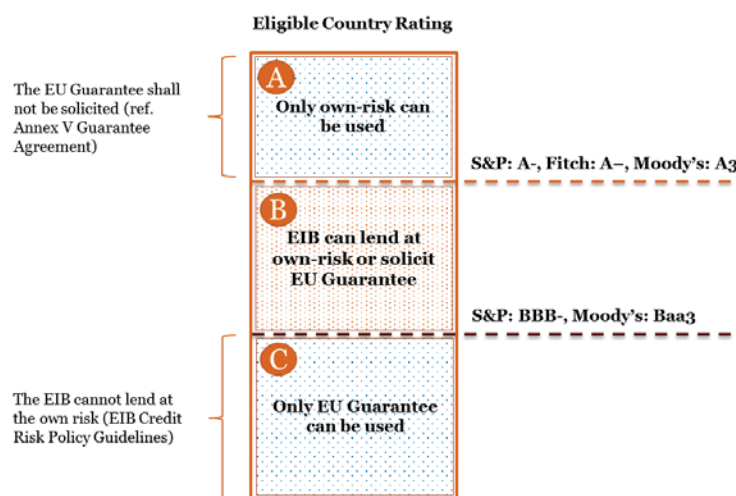 Eligible Country Rating
The EU Guarantee shall
not be solicited (ref.
Annex V Guarantee
Agreement)
A
Only own-risk can
be used
S&P: A-, Fitch: A–, Moody's: A3
B
EIB can lend at
own-risk or solicit
EU Guarantee
S&P: BBB-, Moody's: Baa3
C
The EIB cannot lend at
the own risk (EIB Credit
Risk Policy Guidelines)
Only EU Guarantee
can be used